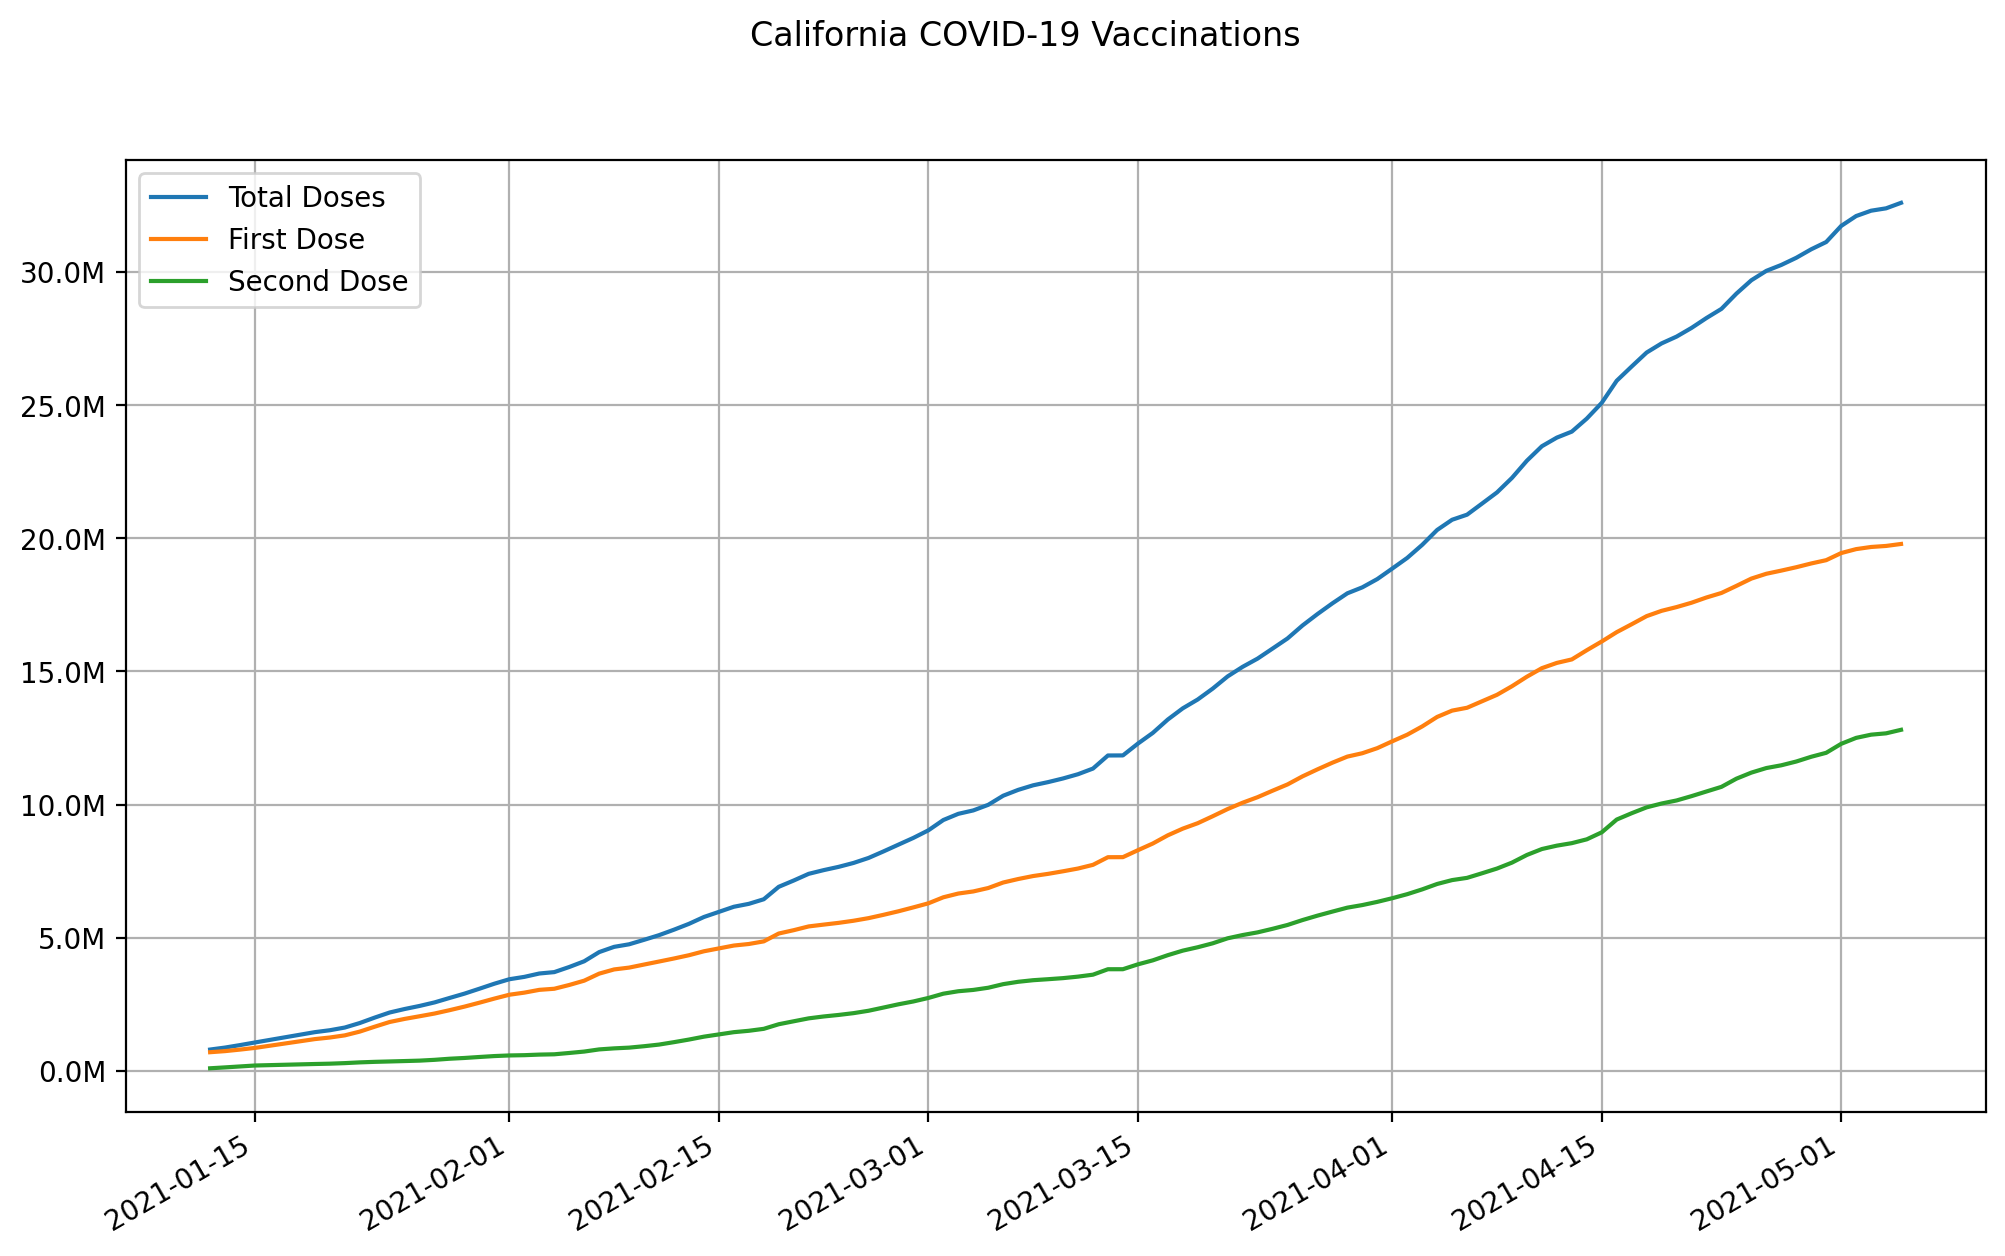 California COVID-19 Vaccinations
Total Doses
First Dose
Second Dose
30.0M
25.0M
20.0M
15.0M
10.0M
5.0M
0.0M
2021-01-15
2021-02-01
2021-02-15
2021-03-01
2021-03-15
2021-04-01
2021-04-15
2021-05-01